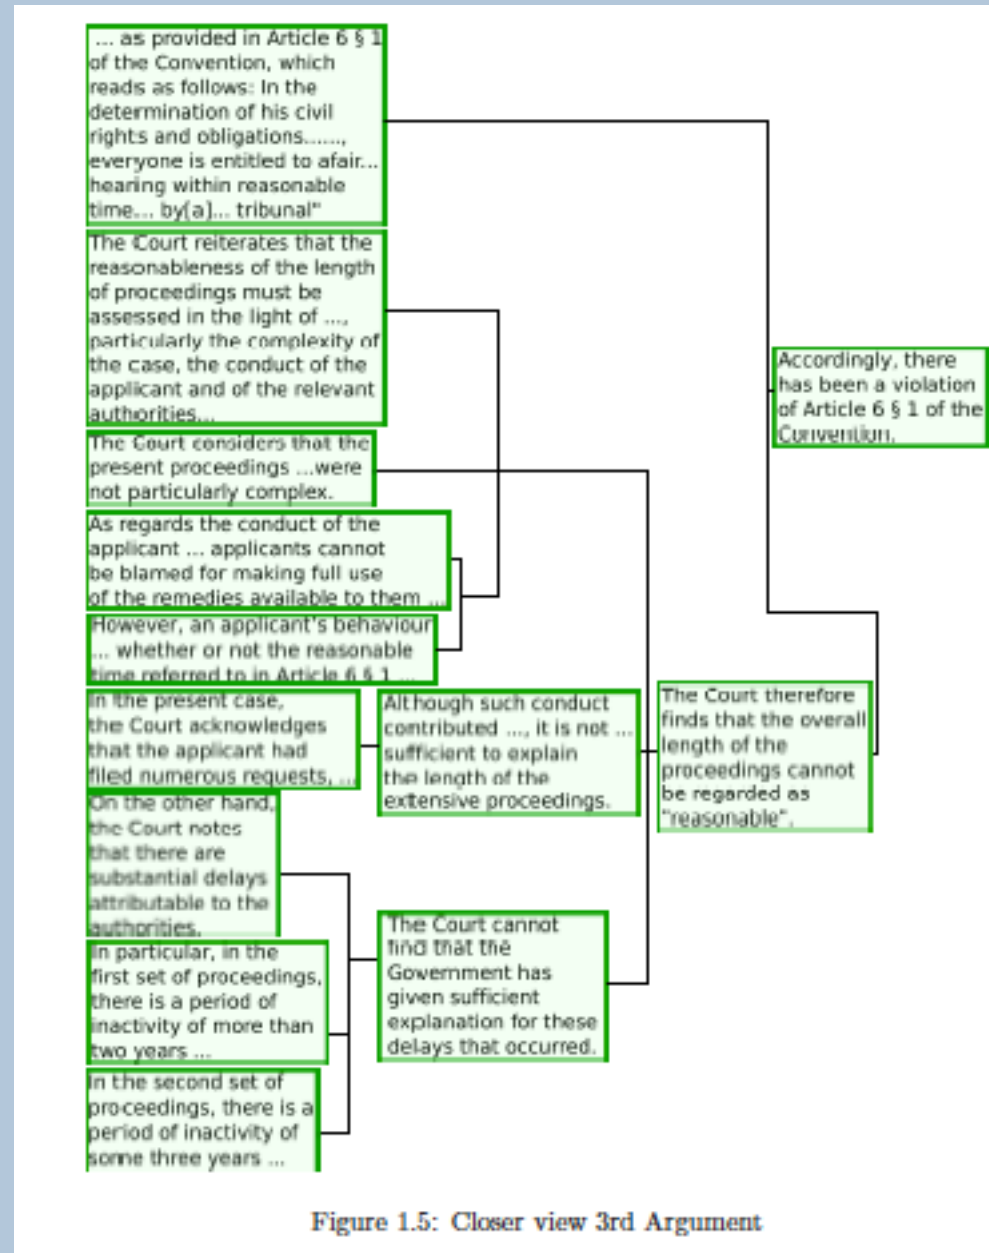 ... as provided in Article 6 § 1
of the Convention, which
reads as follows: In the
determination of his civil
rights and obligations......,
everyone is entitled to afair...
hearing within reasonable
time... by[a]... tribunal"
The Court reiterates that the
reasonableness of the length
of proceedings must be
assessed in the light of ...,
particularly the complexity of
the case, the conduct of the
applicant and of the relevant
authorities...
The Court considers that the
present proceedings ...were
not particularly complex.
As regards the conduct of the
applicant ... applicants cannot
be blamed for making full use
of the remedies available to them ...
However, an applicant's behaviour
... whether or not the reasonable
time referred to in Article 6 § 1 ...
In the present case,
the Court acknowledges
that the applicant had
filed numerous requests, ...
On the other hand,
the Court notes
that there are
substantial delays
attributable to the
authorities.
In particular, in the
first set of proceedings,
there is a period of
inactivity of more than
two years ...
In the second set of
proceedings, there is a
period of inactivity of
some three years ...
Although such conduct
contributed ..., it is not ...
sufficient to explain
the length of the
extensive proceedings.
The Court cannot
find that the
Government has
given sufficient
explanation for these
delays that occurred.
The Court therefore
finds that the overall
length of the
proceedings cannot
be regarded as
"reasonable".
Accordingly, there
has been a violation
of Article 6 § 1 of the
Convention.
Figure 1.5: Closer view 3rd Argument